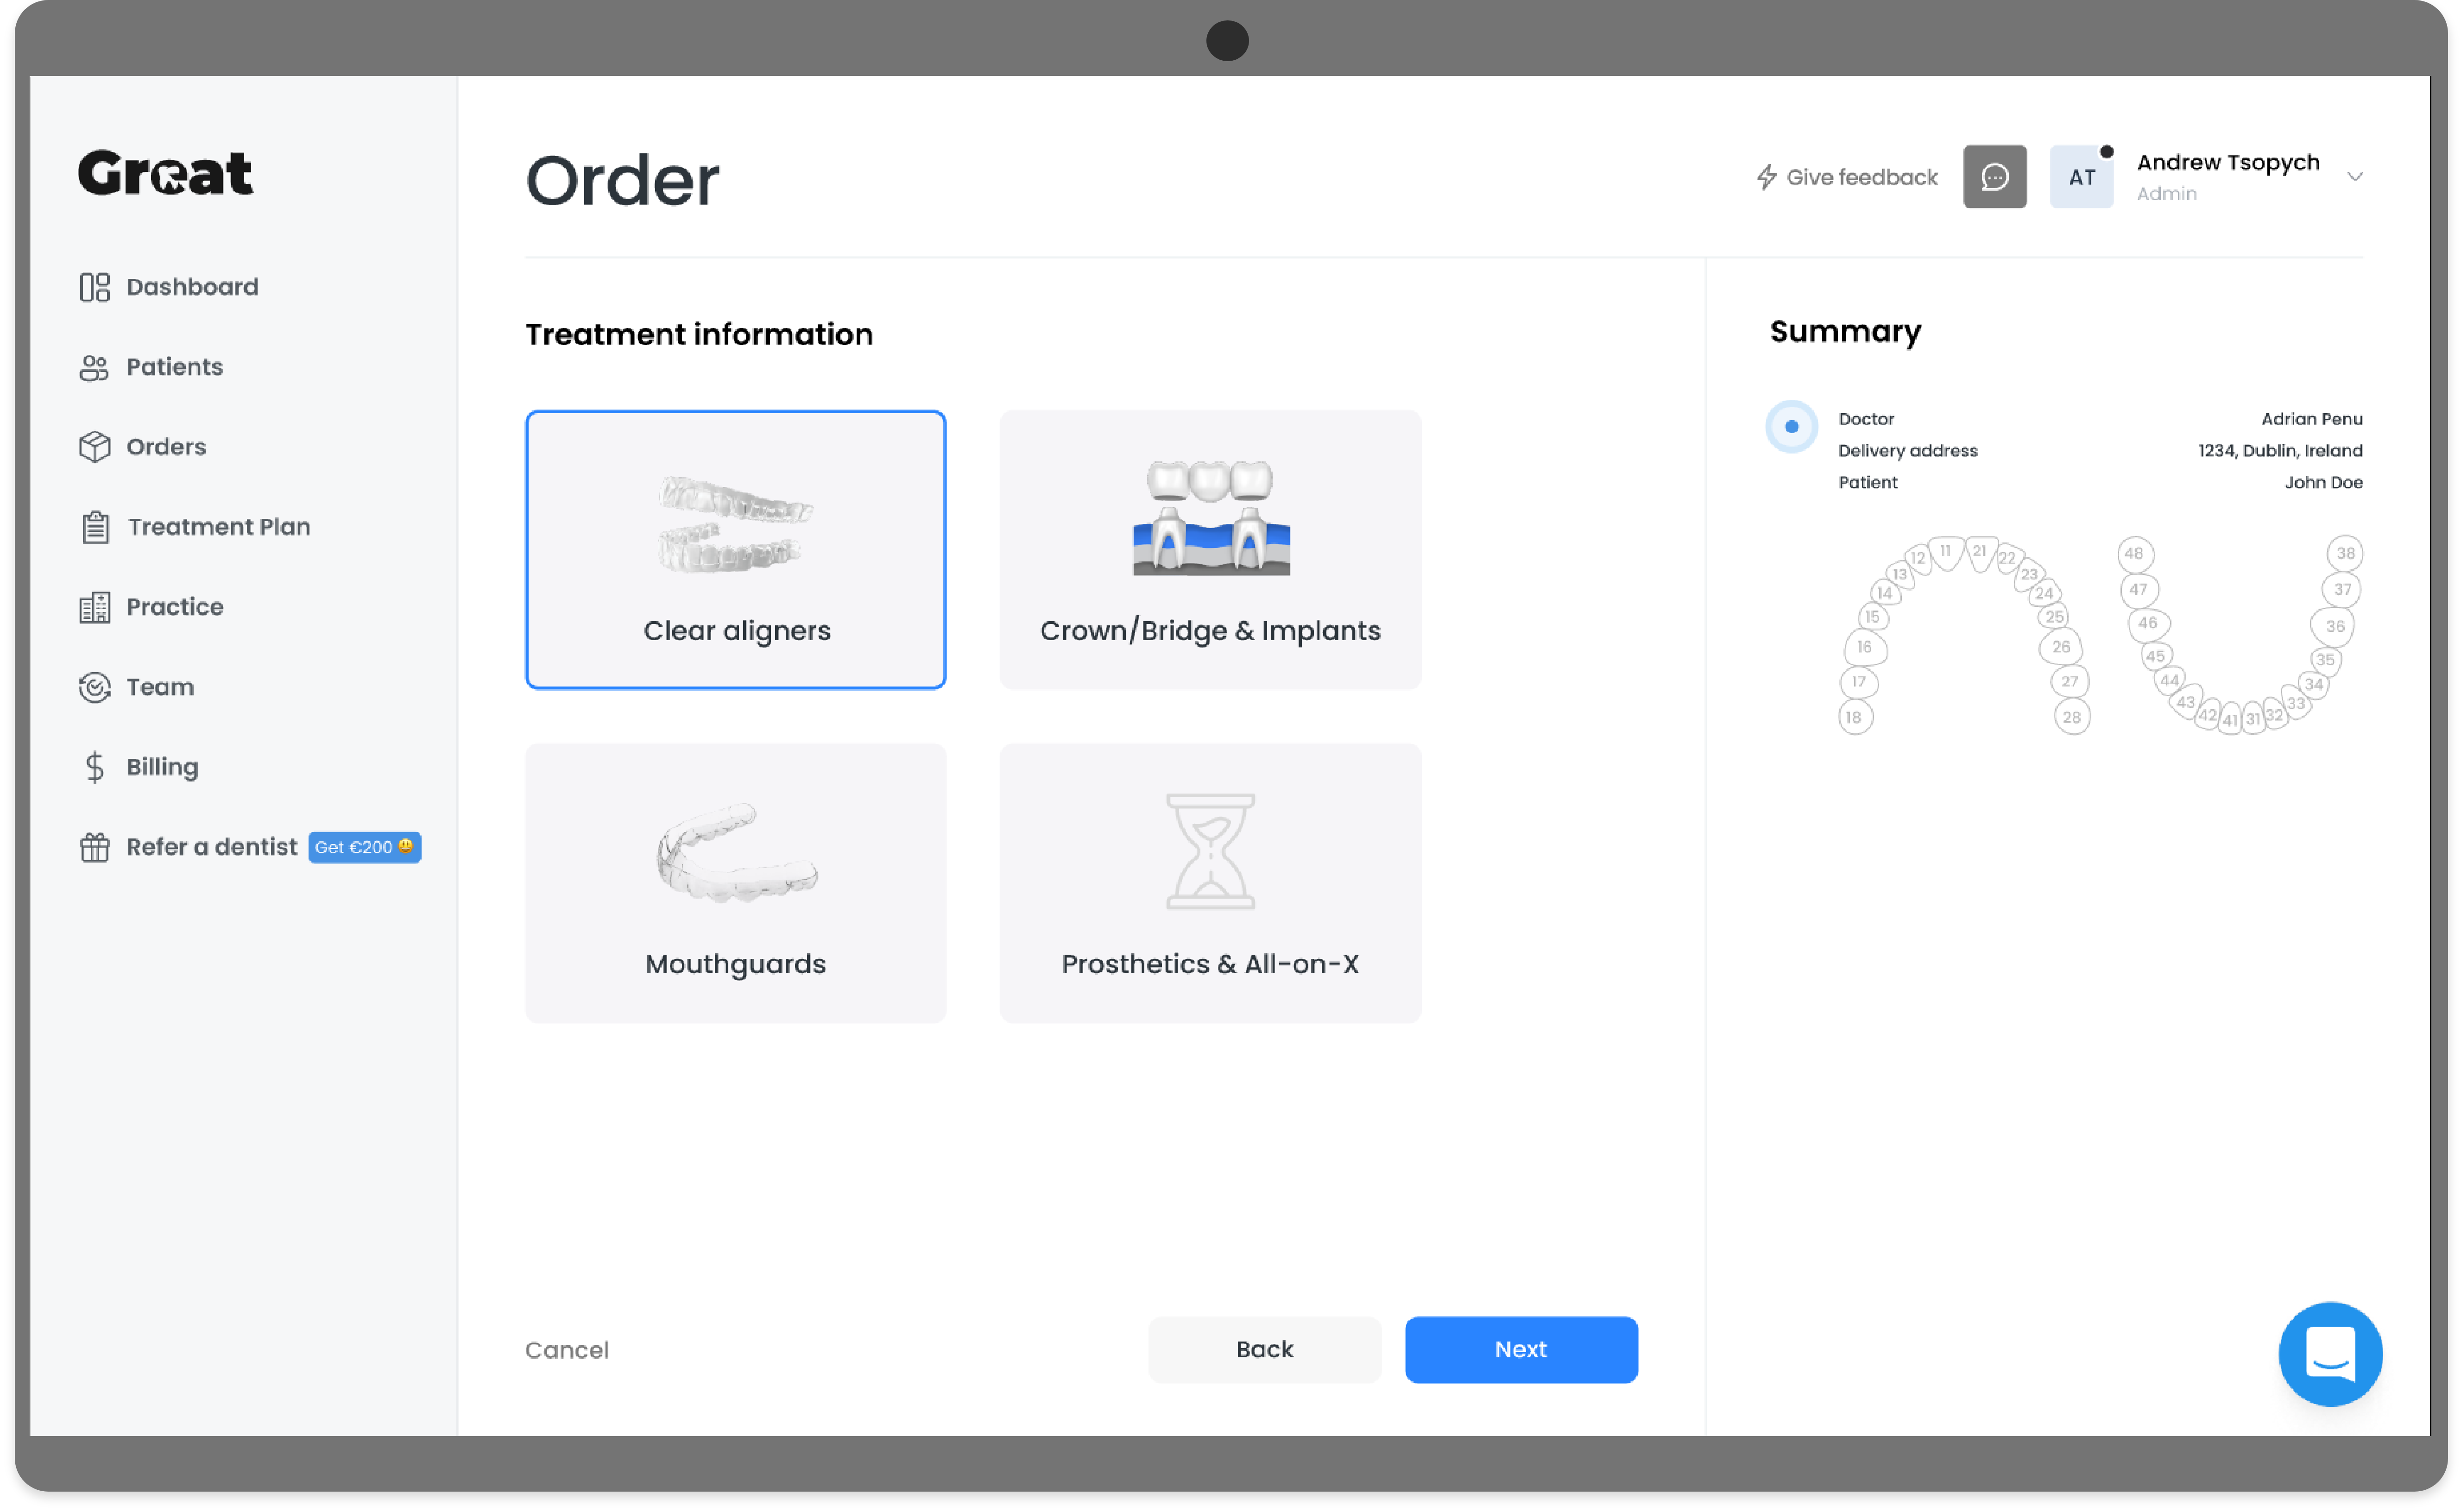 Great
Dashboard
Patients
Orders
Treatment Plan
Practice
Team
Billing
Refer a dentist Get €200 😃
Order
Give feedback
AT
Andrew Tsopych
Admin
Treatment information
Clear aligners
Crown/Bridge & Implants
Mouthguards
Prosthetics & All-on-X
Cancel
Back
Next
Summary
Doctor Adrian Penu
Delivery address 1234, Dublin, Ireland
Patient John Doe
18 17 16 15 14 13 12 11 21 22 23 24 25 26 27 28
48 47 46 45 44 43 42 41 31 32 33 34 35 36 37 38